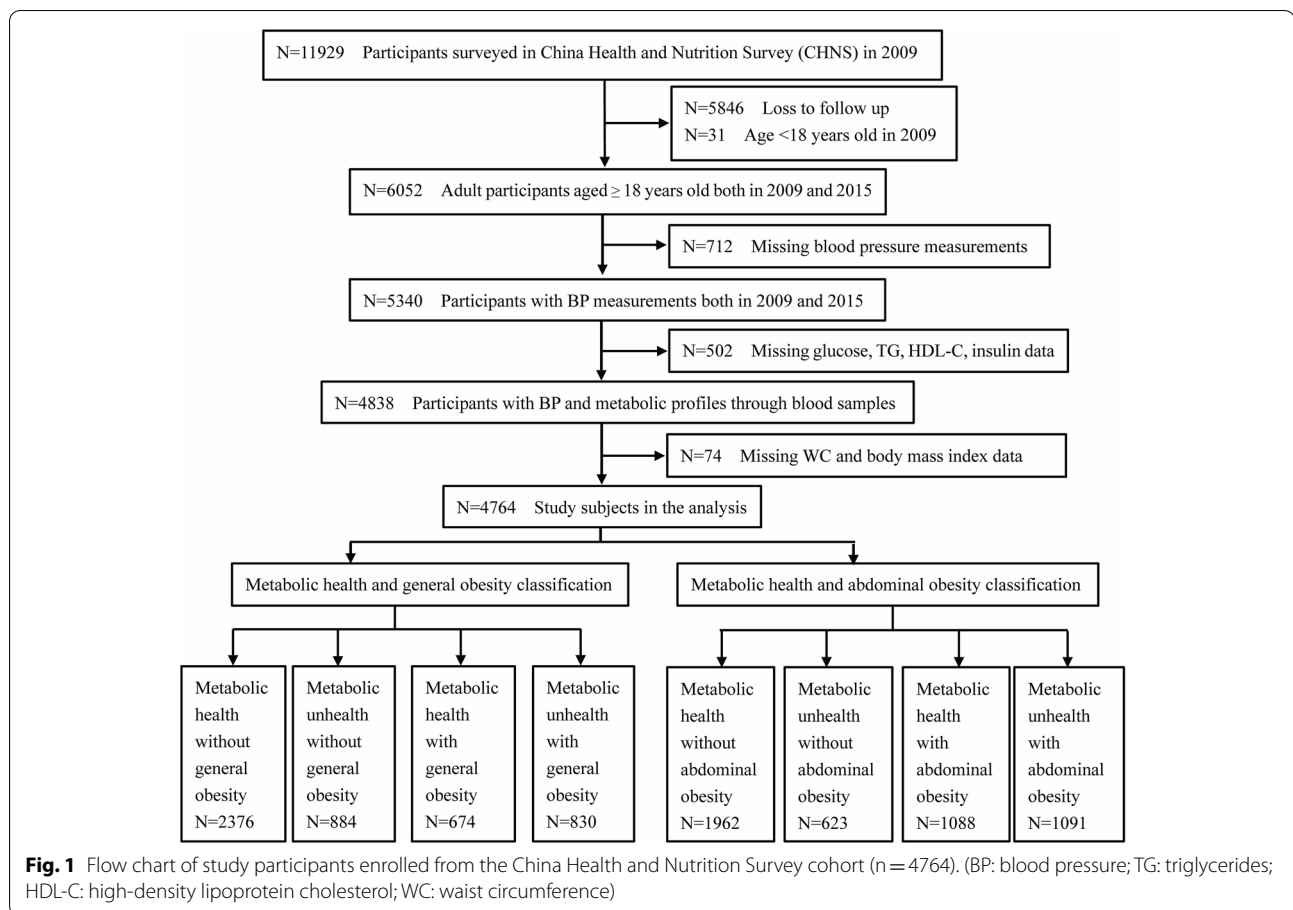 N=11929 Participants surveyed in China Health and Nutrition Survey (CHNS) in 2009
N=5846 Loss to follow up
N=31 Age <18 years old in 2009
N=6052 Adult participants aged ≥ 18 years old both in 2009 and 2015
N=712 Missing blood pressure measurements
N=5340 Participants with BP measurements both in 2009 and 2015
N=502 Missing glucose, TG, HDL-C, insulin data
N=4838 Participants with BP and metabolic profiles through blood samples
N=74 Missing WC and body mass index data
N=4764 Study subjects in the analysis
Metabolic health and general obesity classification
Metabolic health and abdominal obesity classification
Metabolic
health
without
general
obesity
N=2376
Metabolic
unhealth
without
general
obesity
N=884
Metabolic
health
with
general
obesity
N=674
Metabolic
unhealth
with
general
obesity
N=830
Metabolic
health
without
abdominal
obesity
N=1962
Metabolic
unhealth
without
abdominal
obesity
N=623
Metabolic
health
with
abdominal
obesity
N=1088
Metabolic
unhealth
with
abdominal
obesity
N=1091
Fig. 1 Flow chart of study participants enrolled from the China Health and Nutrition Survey cohort (n = 4764). (BP: blood pressure; TG: triglycerides;
HDL-C: high-density lipoprotein cholesterol; WC: waist circumference)